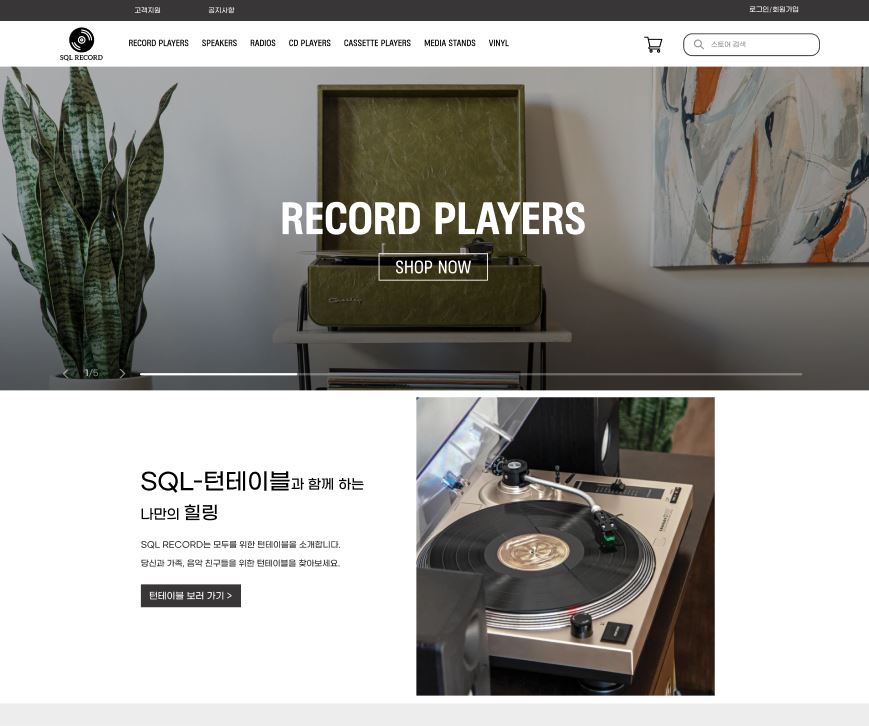 고객지원 공지사항 로그인/회원가입
SQL RECORD
RECORD PLAYERS SPEAKERS RADIOS CD PLAYERS CASSETTE PLAYERS MEDIA STANDS VINYL
스토어 검색
RECORD PLAYERS
SHOP NOW
Crosley
1/5
SQL-턴테이블과 함께 하는
나만의 힐링
SQL RECORD는 모두를 위한 턴테이블을 소개합니다.
당신과 가족, 음악 친구들을 위한 턴테이블을 찾아보세요.
턴테이블 보러 가기 >